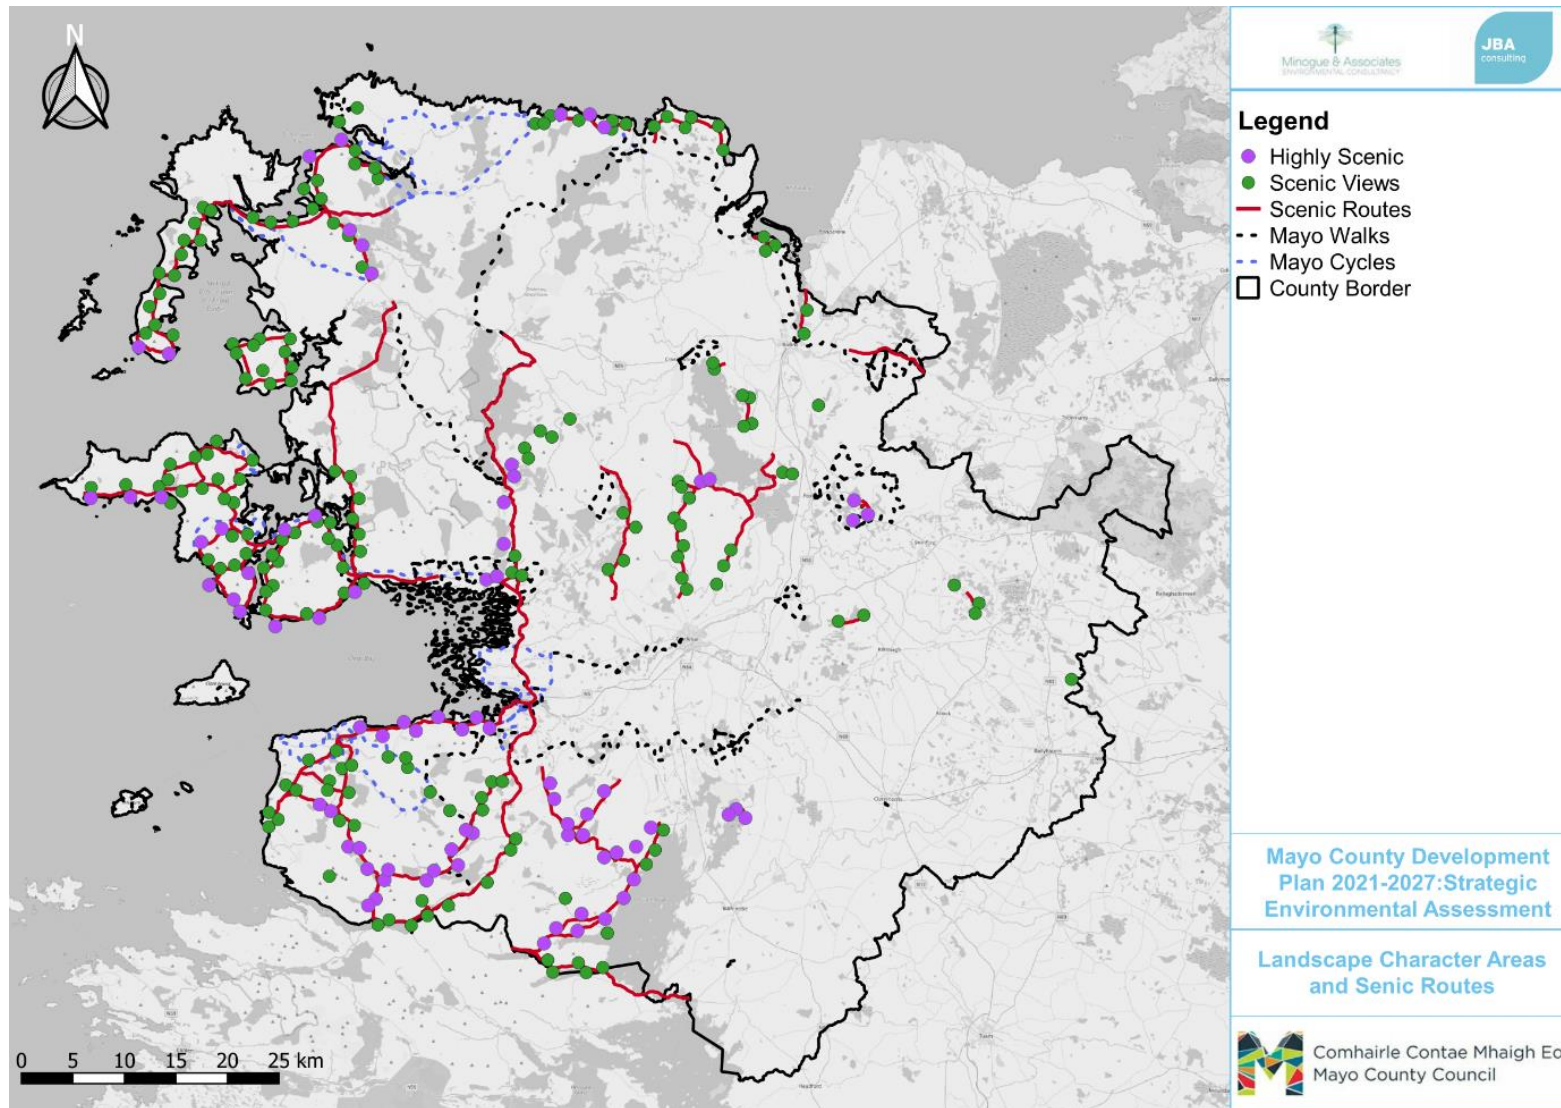 N
Minogue & Associates
ENVIRONMENTAL CONSULTANCY
JBA
consulting
Legend
Highly Scenic
Scenic Views
Scenic Routes
Mayo Walks
Mayo Cycles
County Border
Mayo County Development
Plan 2021-2027:Strategic
Environmental Assessment
Landscape Character Areas
and Senic Routes
Comhairle Contae Mhaigh Eo
Mayo County Council
0 5 10 15 20 25 km